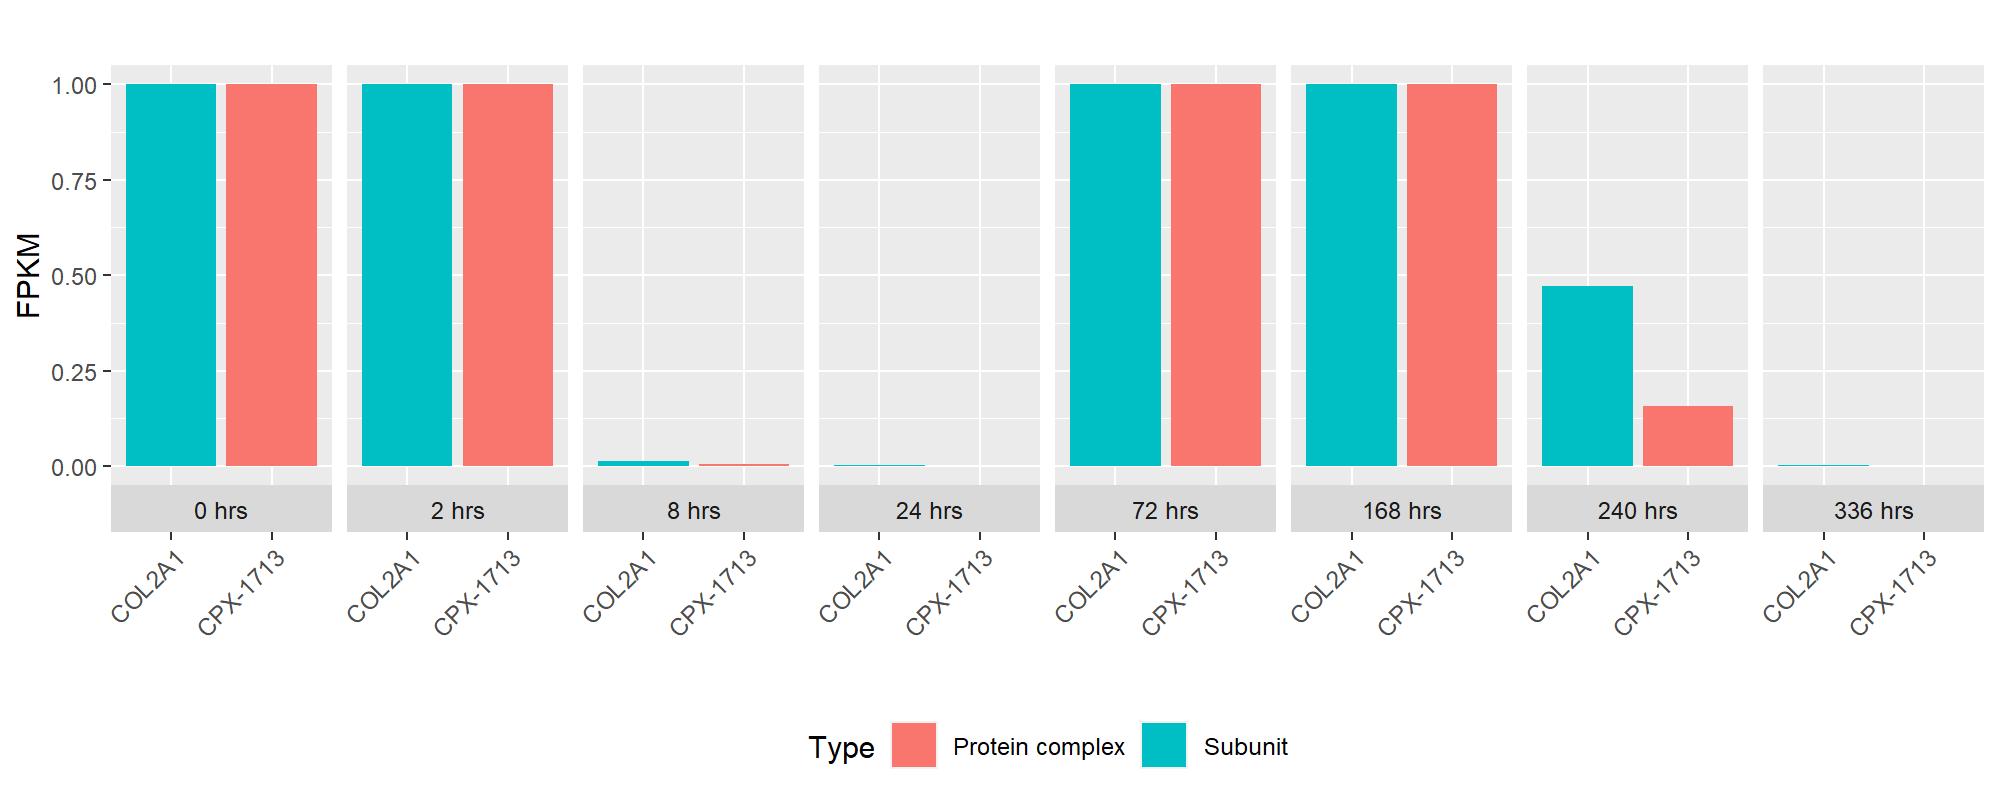 FPKM
1.00
0.75
0.50
0.25
0.00
0 hrs
2 hrs
8 hrs
24 hrs
72 hrs
168 hrs
240 hrs
336 hrs
COL2A1
CPX-1713
COL2A1
CPX-1713
COL2A1
CPX-1713
COL2A1
CPX-1713
COL2A1
CPX-1713
COL2A1
CPX-1713
COL2A1
CPX-1713
COL2A1
CPX-1713
Type Protein complex Subunit